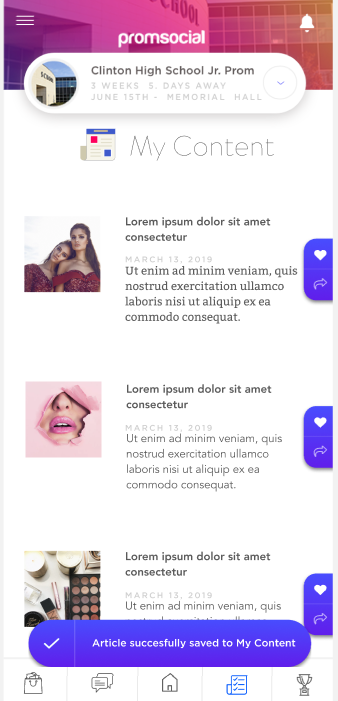 SCHOOL
promsocial
Clinton High School Jr. Prom
3 WEEKS 5, DAYS AWAY
JUNE 15TH - MEMORIAL HALL
My Content
Lorem ipsum dolor sit amet
consectetur
MARCH 13, 2019
Ut enim ad minim veniam, quis
nostrud exercitation ullamco
laboris nisi ut aliquip ex ea
commodo consequat.
Lorem ipsum dolor sit amet
consectetur
MARCH 13, 2019
Ut enim ad minim veniam, quis
nostrud exercitation ullamco
laboris nisi ut aliquip ex ea
commodo consequat.
Lorem ipsum dolor sit amet
consectetur
MARCH 13, 2019
Ut enim ad minim veniam, quis
Article succesfully saved to My Content